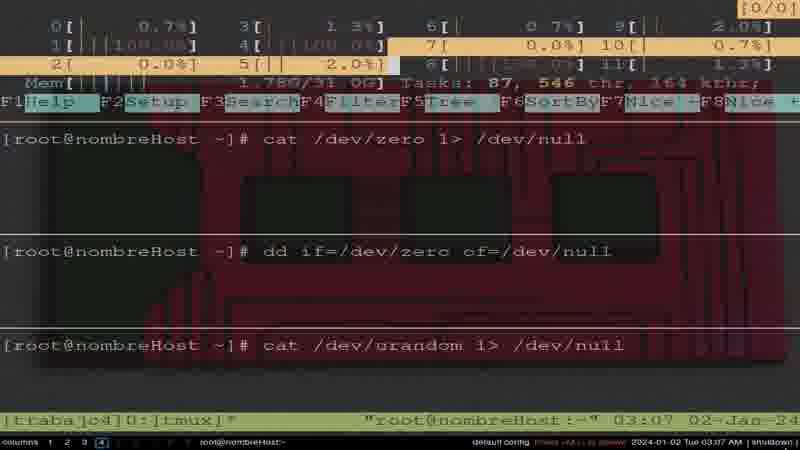 [0/0]
0[| 0.7%] 3[| 1.3%] 6[| 0.7%] 9[|| 2.0%]
1[|||100.0%] 4[|||100.0%] 7[ 0.0%] 10[| 0.7%]
2[ 0.0%] 5[|| 2.0%] 8[|||100.0%] 11[| 1.3%]
Mem[|||||| 1.78G/31.0G] Tasks: 87, 546 thr, 164 kthr;
F1Help F2Setup F3Search F4Filter F5Tree F6SortBy F7Nice - F8Nice +
[root@nombreHost ~]# cat /dev/zero 1> /dev/null
[root@nombreHost ~]# dd if=/dev/zero of=/dev/null
[root@nombreHost ~]# cat /dev/urandom 1> /dev/null
[trabajo4]0:[tmux]* "root@nombreHost:~" 03:07 02-Jan-24
columns 1 2 3 4 root@nombreHost:~ default config 2024-01-02 Tue 03:07 AM | shutdown |